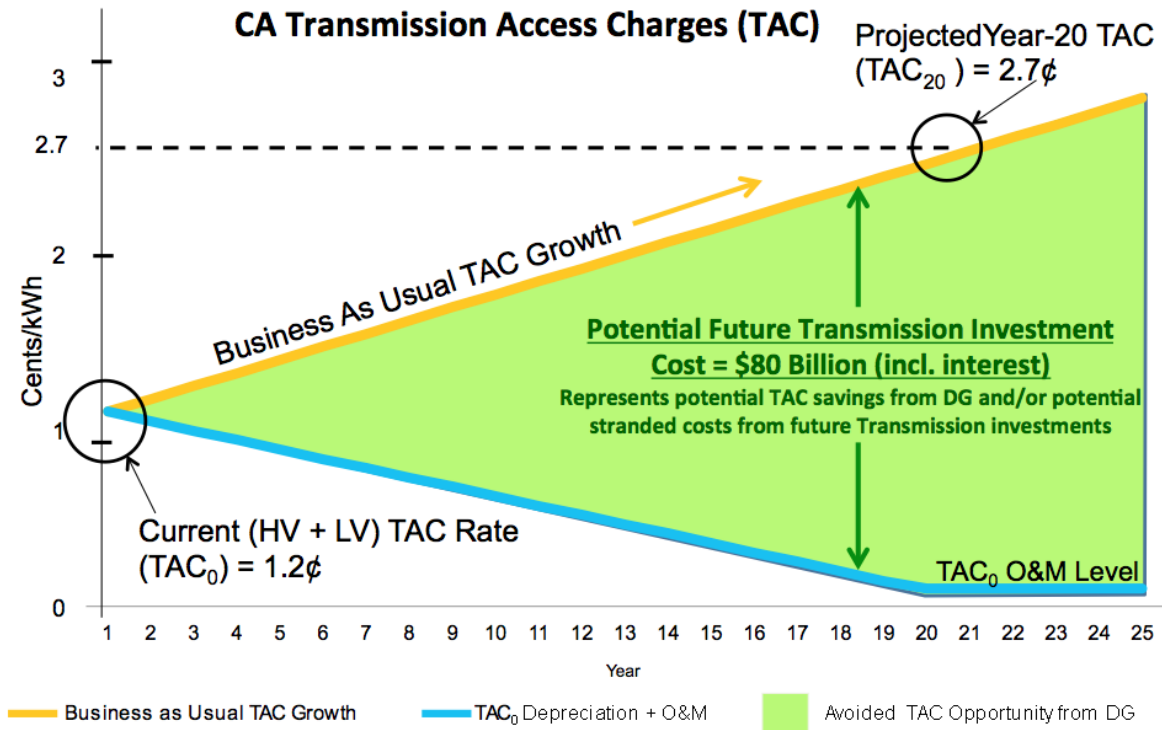 CA Transmission Access Charges (TAC)
ProjectedYear-20 TAC
(TAC₂₀ ) = 2.7¢
3
2.7
2
1
0
Cents/kWh
Business As Usual TAC Growth
Potential Future Transmission Investment
Cost = $80 Billion (incl. interest)
Represents potential TAC savings from DG and/or potential
stranded costs from future Transmission investments
Current (HV + LV) TAC Rate
(TAC₀) = 1.2¢
TAC₀ O&M Level
1 2 3 4 5 6 7 8 9 10 11 12 13 14 15 16 17 18 19 20 21 22 23 24 25
Year
Business as Usual TAC Growth
TAC₀ Depreciation + O&M
Avoided TAC Opportunity from DG